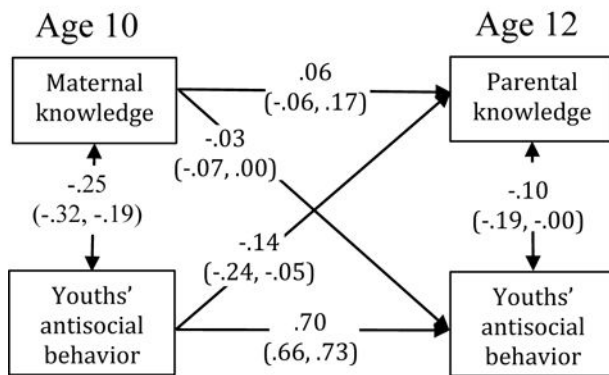 Age 10
Age 12
Maternal
knowledge
.06
(-.06, .17)
Parental
knowledge
-.03
(-.07, .00)
-.25
(-.32, -.19)
-.10
(-.19, -.00)
-.14
(-.24, -.05)
Youths'
antisocial
behavior
.70
(.66, .73)
Youths'
antisocial
behavior